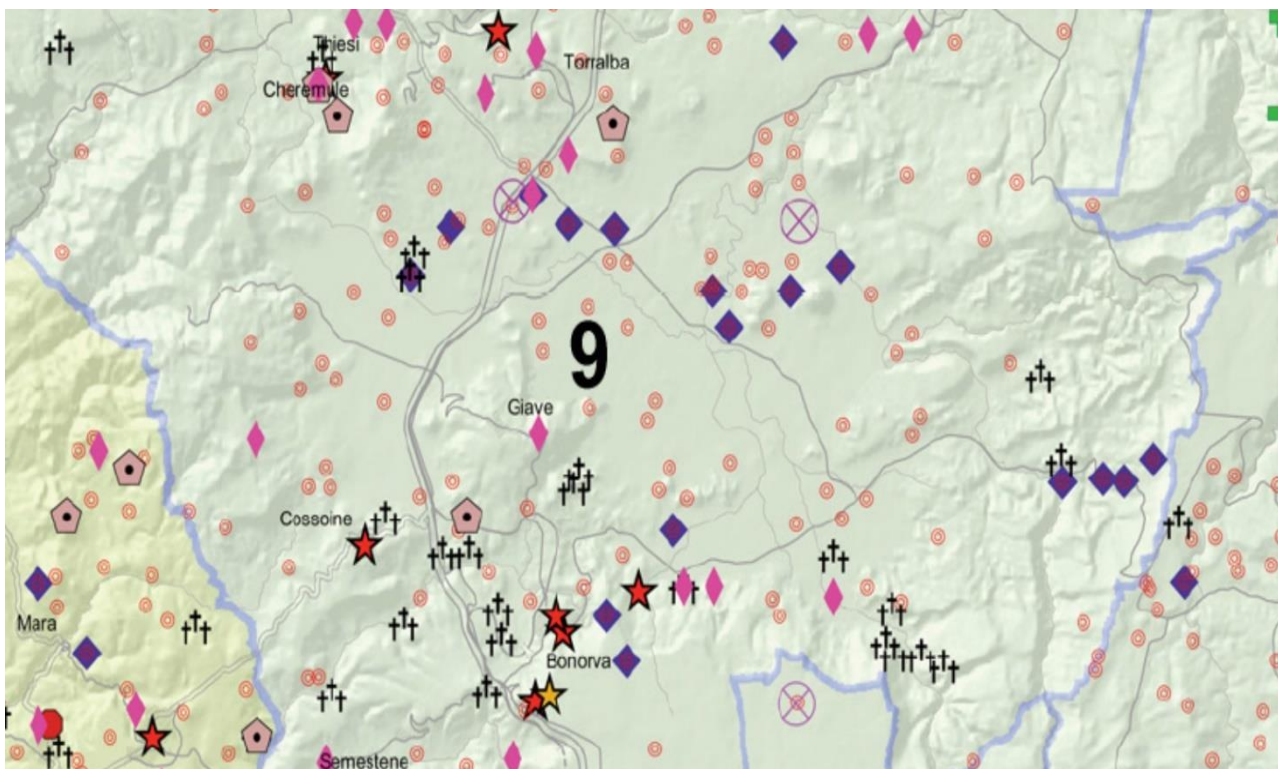 Thiesi
Torralba
Cheremule
9
Giave
Cossoine
Mara
Bonorva
Semestene